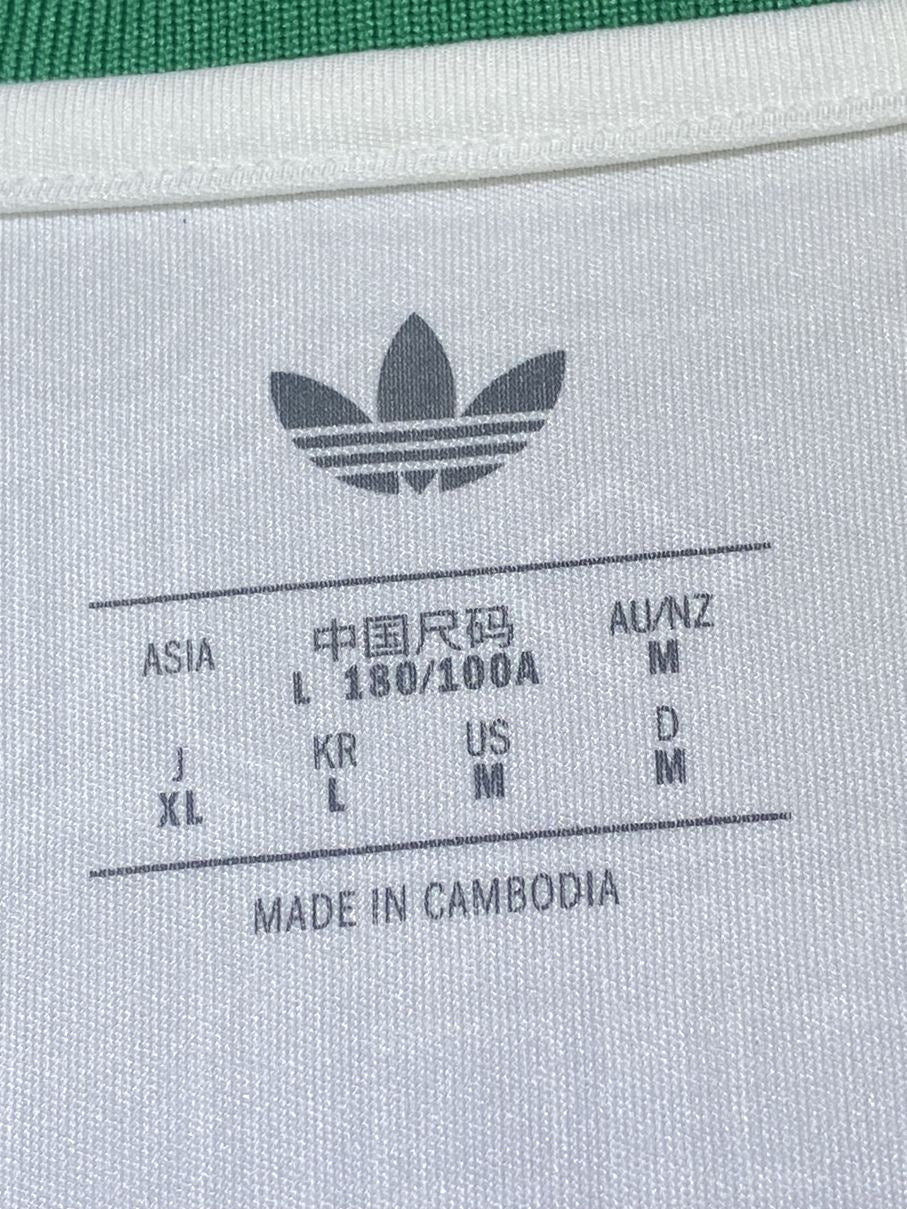 ASIA 中国尺码 AU/NZ
L 180/100A M
J KR US D
XL L M M
MADE IN CAMBODIA